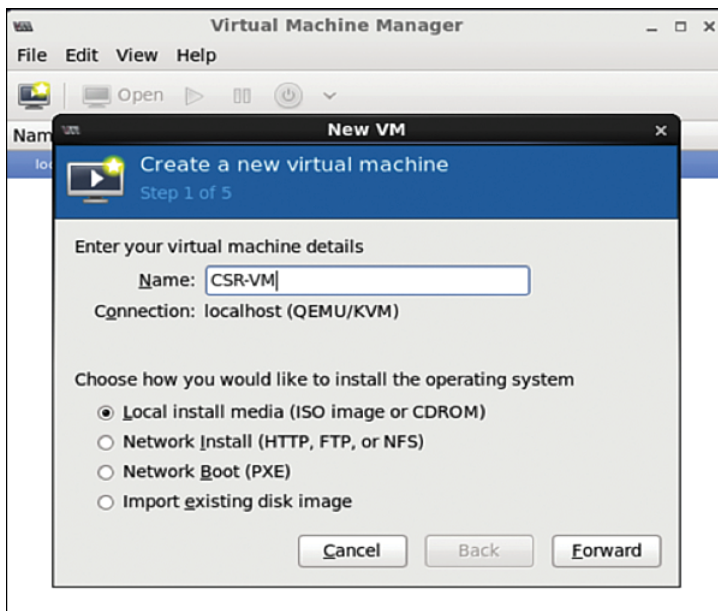 Virtual Machine Manager
File Edit View Help
Open
Nam
New VM
loc
Create a new virtual machine
Step 1 of 5
Enter your virtual machine details
Name: CSR-VM
Connection: localhost (QEMU/KVM)
Choose how you would like to install the operating system
Local install media (ISO image or CDROM)
Network Install (HTTP, FTP, or NFS)
Network Boot (PXE)
Import existing disk image
Cancel Back Forward